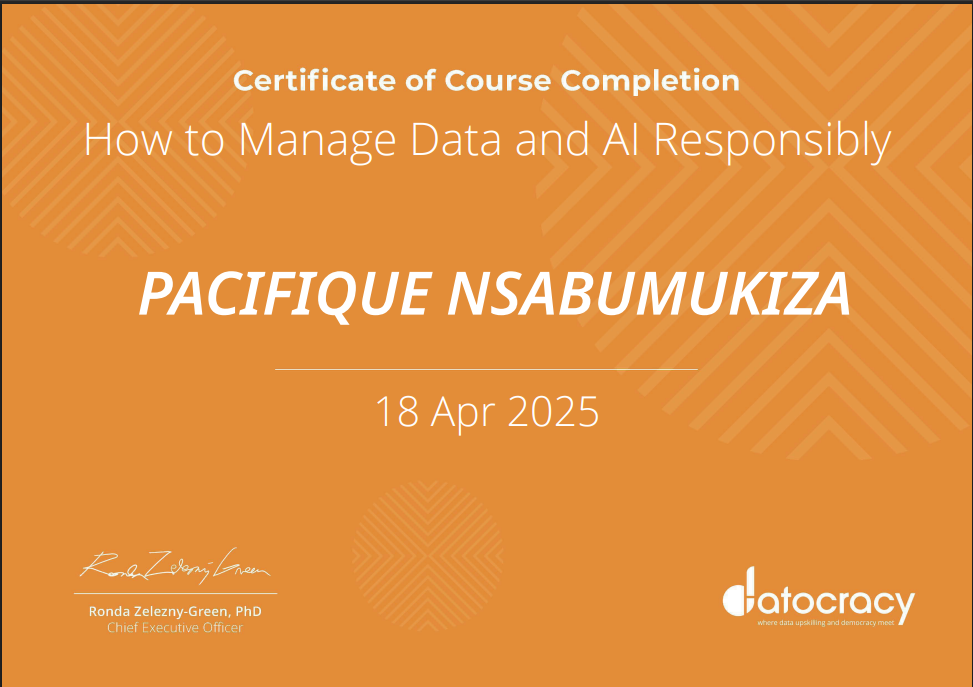 Certificate of Course Completion
How to Manage Data and AI Responsibly
PACIFIQUE NSABUMUKIZA
18 Apr 2025
Ronda Zelezny-Green
Ronda Zelezny-Green, PhD
Chief Executive Officer
datocracy
where data upskilling and democracy meet